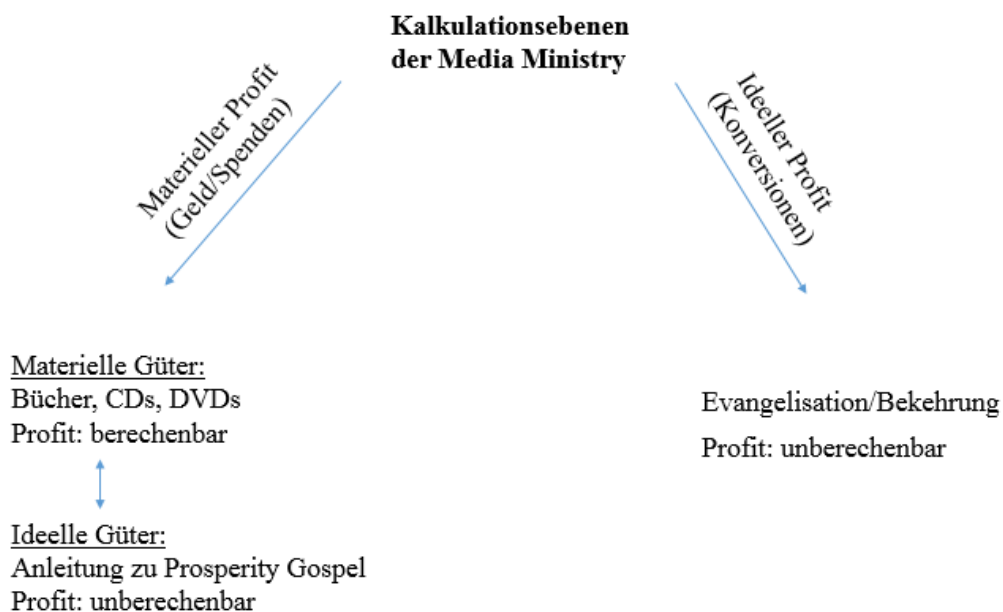 Kalkulationsebenen
der Media Ministry
Materieller Profit
(Geld/Spenden)
Ideeller Profit
(Konversionen)
Materielle Güter:
Bücher, CDs, DVDs
Profit: berechenbar
Ideelle Güter:
Anleitung zu Prosperity Gospel
Profit: unberechenbar
Evangelisation/Bekehrung
Profit: unberechenbar